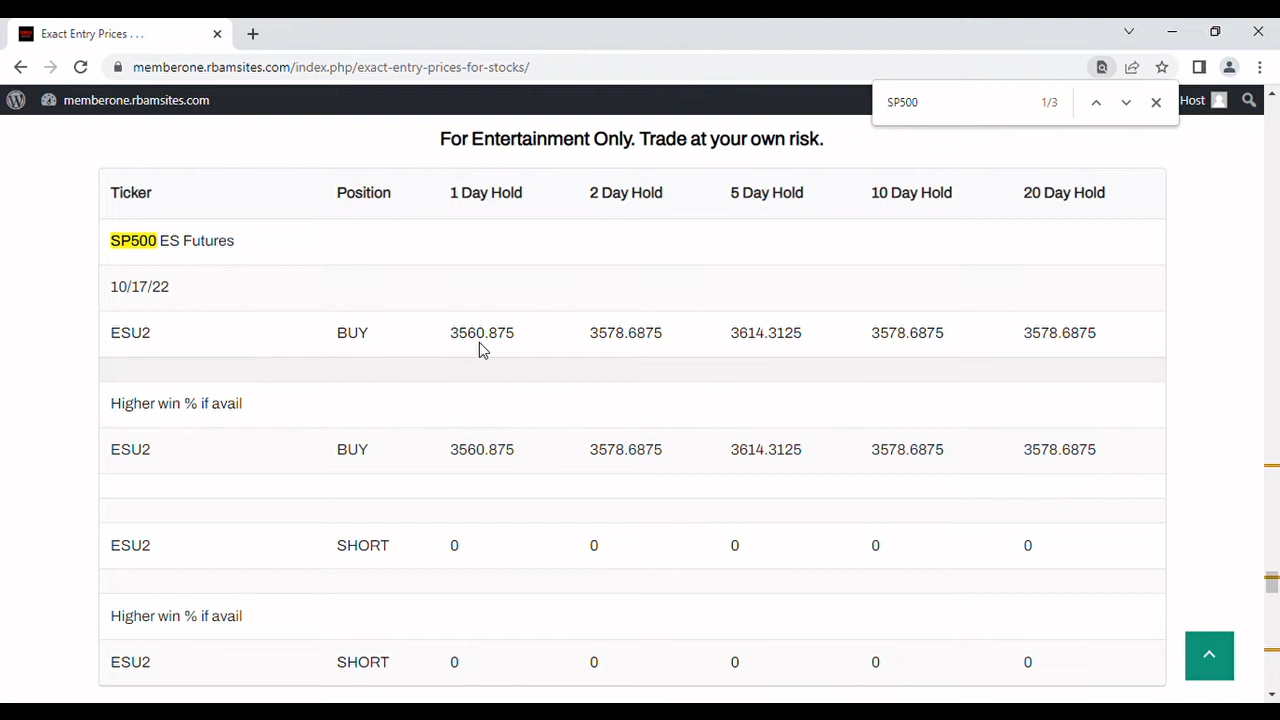 Exact Entry Prices . . .
memberone.rbamsites.com/index.php/exact-entry-prices-for-stocks/
memberone.rbamsites.com
SP500 1/3
Host
For Entertainment Only. Trade at your own risk.
Ticker Position 1 Day Hold 2 Day Hold 5 Day Hold 10 Day Hold 20 Day Hold
SP500 ES Futures
10/17/22
ESU2 BUY 3560.875 3578.6875 3614.3125 3578.6875 3578.6875
Higher win % if avail
ESU2 BUY 3560.875 3578.6875 3614.3125 3578.6875 3578.6875
ESU2 SHORT 0 0 0 0 0
Higher win % if avail
ESU2 SHORT 0 0 0 0 0